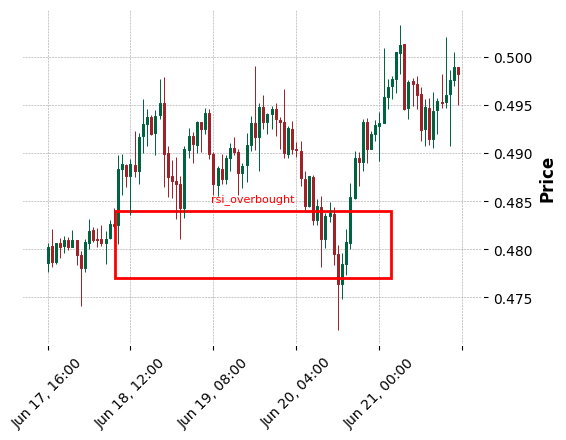 rsi_overbought
0.500
0.495
0.490
0.485
0.480
0.475
Price
Jun 17, 16:00
Jun 18, 12:00
Jun 19, 08:00
Jun 20, 04:00
Jun 21, 00:00